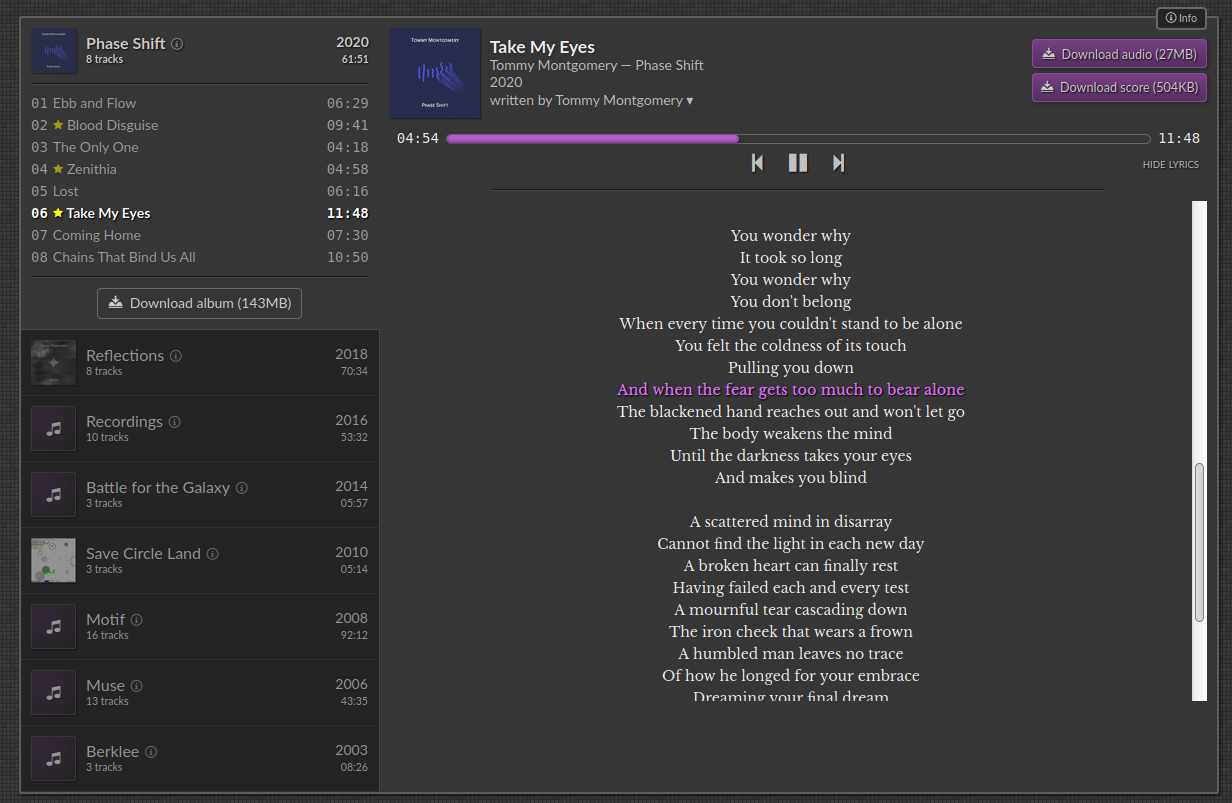 Info
Phase Shift 2020
8 tracks 61:51
01 Ebb and Flow 06:29
02 Blood Disguise 09:41
03 The Only One 04:18
04 Zenithia 04:58
05 Lost 06:16
06 Take My Eyes 11:48
07 Coming Home 07:30
08 Chains That Bind Us All 10:50
Download album (143MB)
Reflections 2018
8 tracks 70:34
Recordings 2016
10 tracks 53:32
Battle for the Galaxy 2014
3 tracks 05:57
Save Circle Land 2010
3 tracks 05:14
Motif 2008
16 tracks 92:12
Muse 2006
13 tracks 43:35
Berklee 2003
3 tracks 08:26
TOMMY MONTGOMERY
PHASE SHIFT
Take My Eyes
Tommy Montgomery — Phase Shift
2020
written by Tommy Montgomery ▾
Download audio (27MB)
Download score (504KB)
04:54 11:48
HIDE LYRICS
You wonder why
It took so long
You wonder why
You don't belong
When every time you couldn't stand to be alone
You felt the coldness of its touch
Pulling you down
And when the fear gets too much to bear alone
The blackened hand reaches out and won't let go
The body weakens the mind
Until the darkness takes your eyes
And makes you blind
A scattered mind in disarray
Cannot find the light in each new day
A broken heart can finally rest
Having failed each and every test
A mournful tear cascading down
The iron cheek that wears a frown
A humbled man leaves no trace
Of how he longed for your embrace
Dreaming your final dream